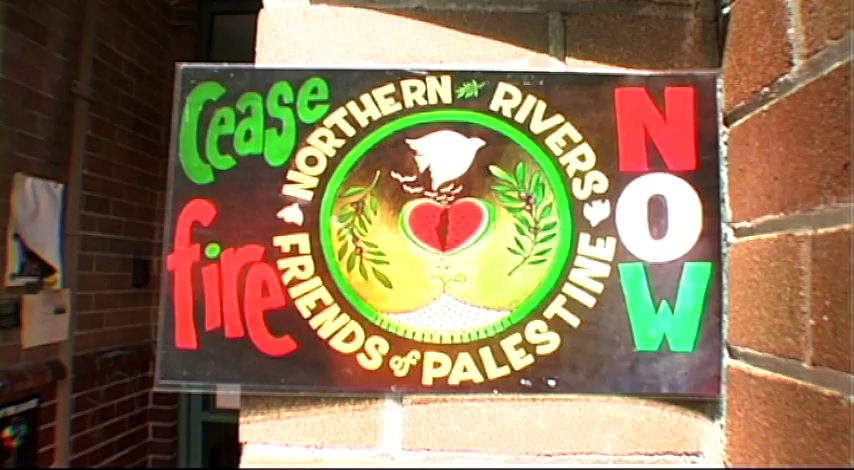 Cease
fire
NORTHERN RIVERS
FRIENDS of PALESTINE
NOW